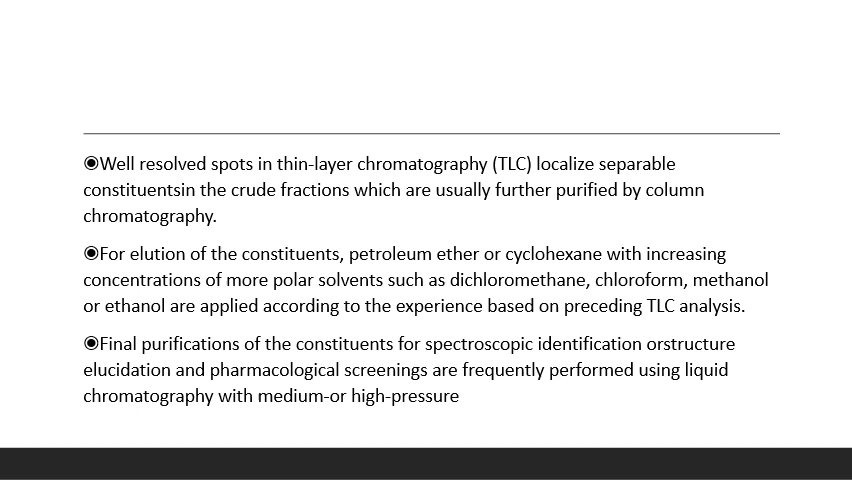 ◉Well resolved spots in thin-layer chromatography (TLC) localize separable
constituentsin the crude fractions which are usually further purified by column
chromatography.
◉For elution of the constituents, petroleum ether or cyclohexane with increasing
concentrations of more polar solvents such as dichloromethane, chloroform, methanol
or ethanol are applied according to the experience based on preceding TLC analysis.
◉Final purifications of the constituents for spectroscopic identification orstructure
elucidation and pharmacological screenings are frequently performed using liquid
chromatography with medium-or high-pressure